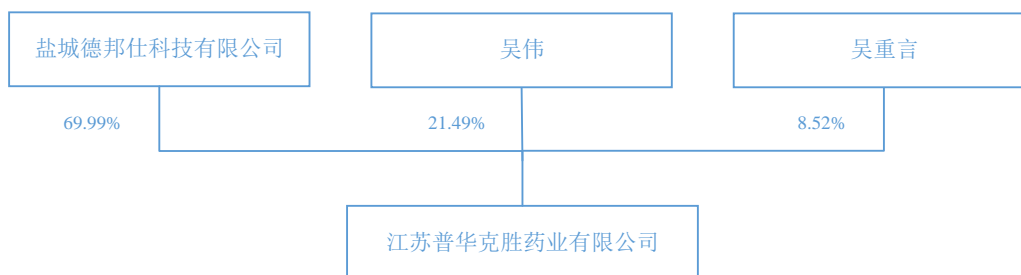 盐城德邦仕科技有限公司
吴伟
吴重言
69.99%
21.49%
8.52%
江苏普华克胜药业有限公司